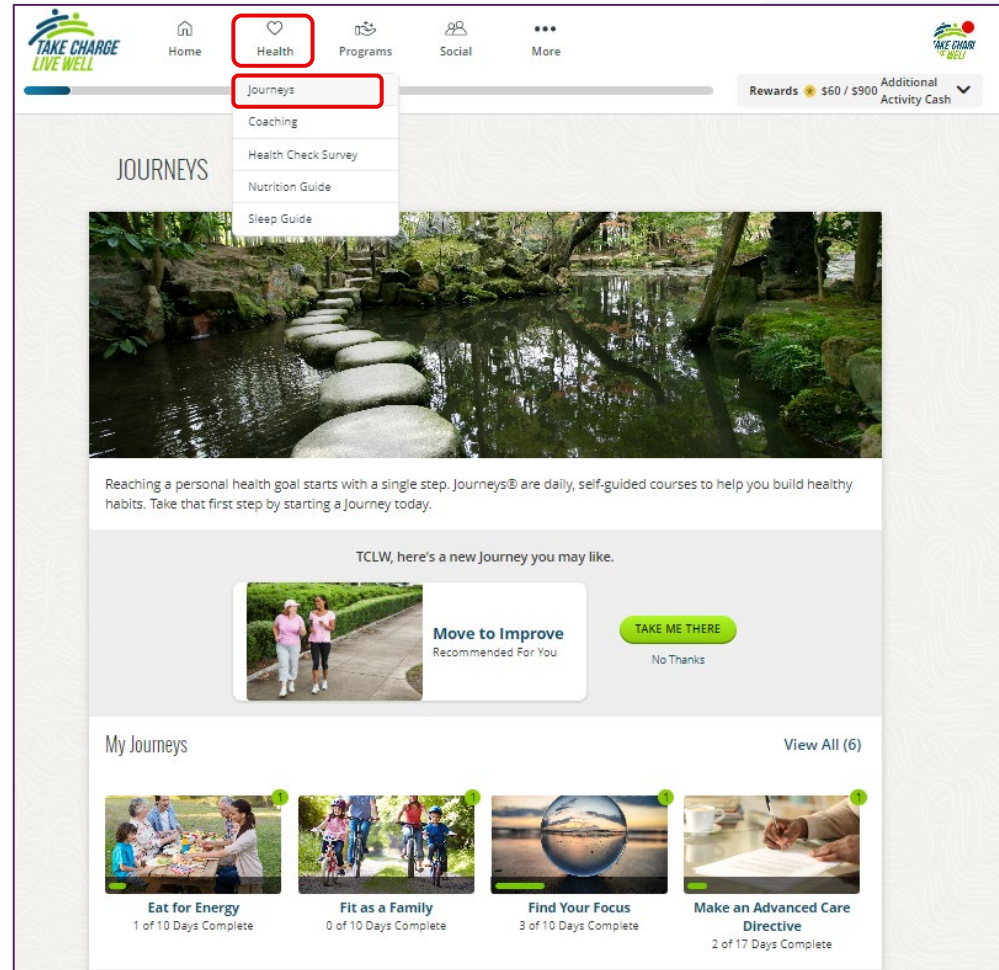 TAKE CHARGE
LIVE WELL
Home
Health
Programs
Social
More
TAKE CHARGE
LIVE WELL
Journeys
Coaching
Health Check Survey
Nutrition Guide
Sleep Guide
Rewards $60 / $900 Additional
Activity Cash
JOURNEYS
Reaching a personal health goal starts with a single step. Journeys® are daily, self-guided courses to help you build healthy
habits. Take that first step by starting a Journey today.
TCLW, here's a new Journey you may like.
Move to Improve
Recommended For You
TAKE ME THERE
No Thanks
My Journeys
View All (6)
1
1
1
1
Eat for Energy
1 of 10 Days Complete
Fit as a Family
0 of 10 Days Complete
Find Your Focus
3 of 10 Days Complete
Make an Advanced Care
Directive
2 of 17 Days Complete